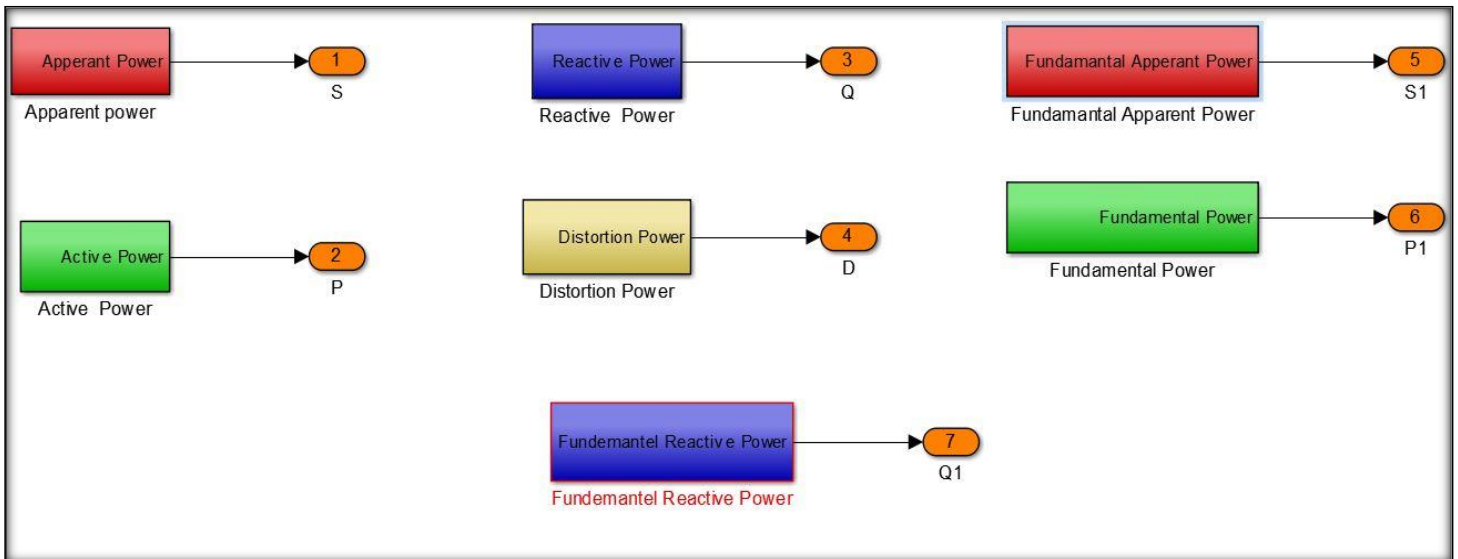 Apperant Power
1
S
Apparent power
Reactive Power
3
Q
Reactive Power
Fundamantal Apperant Power
5
S1
Fundamantal Apparent Power
Active Power
2
P
Active Power
Distortion Power
4
D
Distortion Power
Fundamental Power
6
P1
Fundamental Power
Fundemantel Reactive Power
7
Q1
Fundemantel Reactive Power